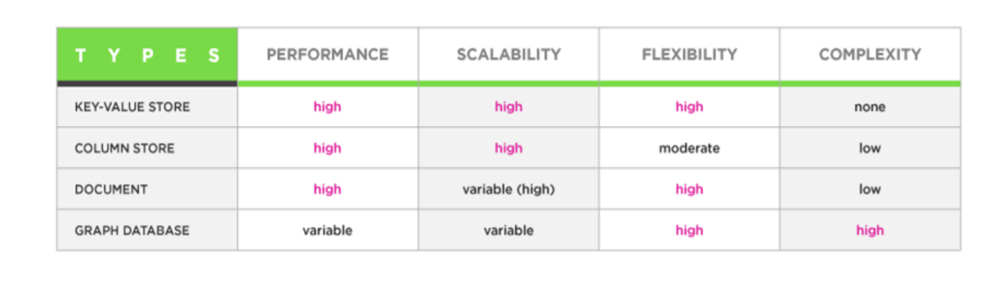 TYPES PERFORMANCE SCALABILITY FLEXIBILITY COMPLEXITY
KEY-VALUE STORE high high high none
COLUMN STORE high high moderate low
DOCUMENT high variable (high) high low
GRAPH DATABASE variable variable high high